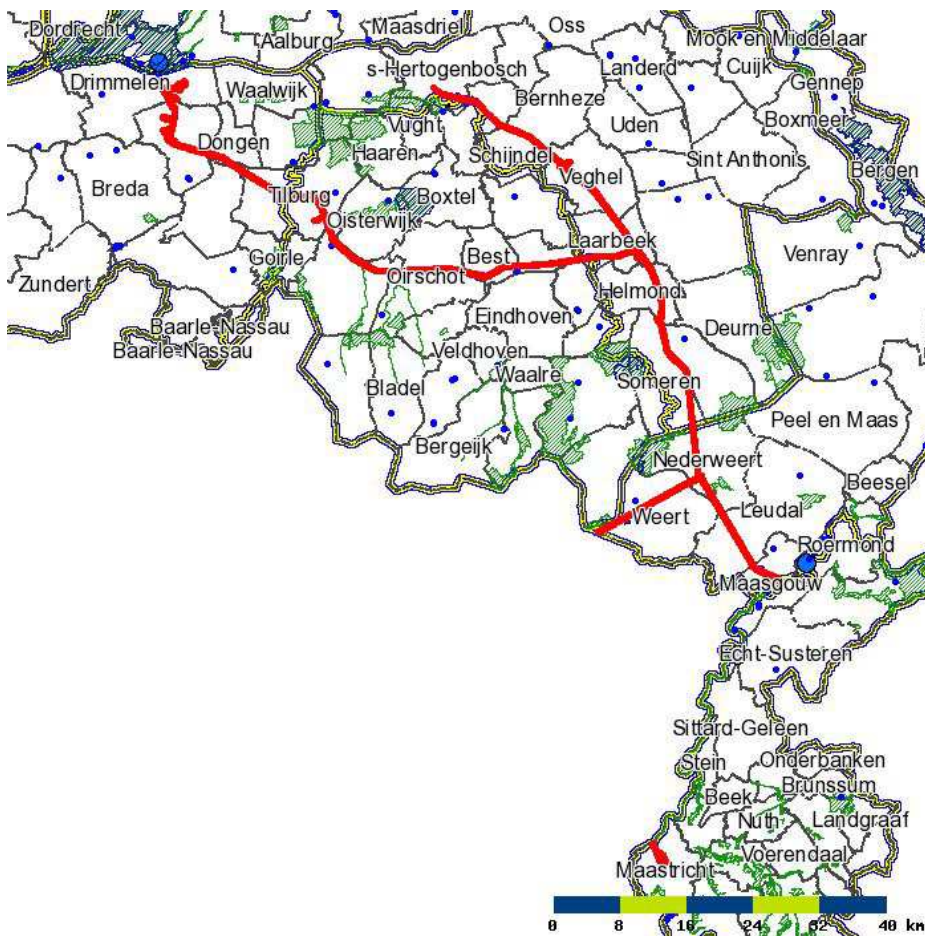 Maasdriel
Oss
Dordrecht
Aalburg
Mook en Middelaar
s-Hertogenbosch
Landerd
Cuijk
Drimmelen
Waalwijk
Gennep
Bernheze
Boxmeer
Vught
Uden
Dongen
Haaren
Schijndel
Sint Anthonis
Veghel
Bergen
Breda
Tilburg
Boxtel
Oisterwijk
Laarbeek
Venray
Goirle
Best
Zundert
Oirschot
Helmond
Eindhoven
Baarle-Nassau
Deurne
Baarle-Nassau
Veldhoven
Waalre
Bladel
Someren
Peel en Maas
Bergeijk
Nederweert
Beesel
Weert
Leudal
Roermond
Maasgouw
Echt-Susteren
Sittard-Geleen
Stein
Onderbanken
Brunssum
Beek
Nuth
Landgraaf
Voerendaal
Maastricht
0 8 16 24 32 40 km